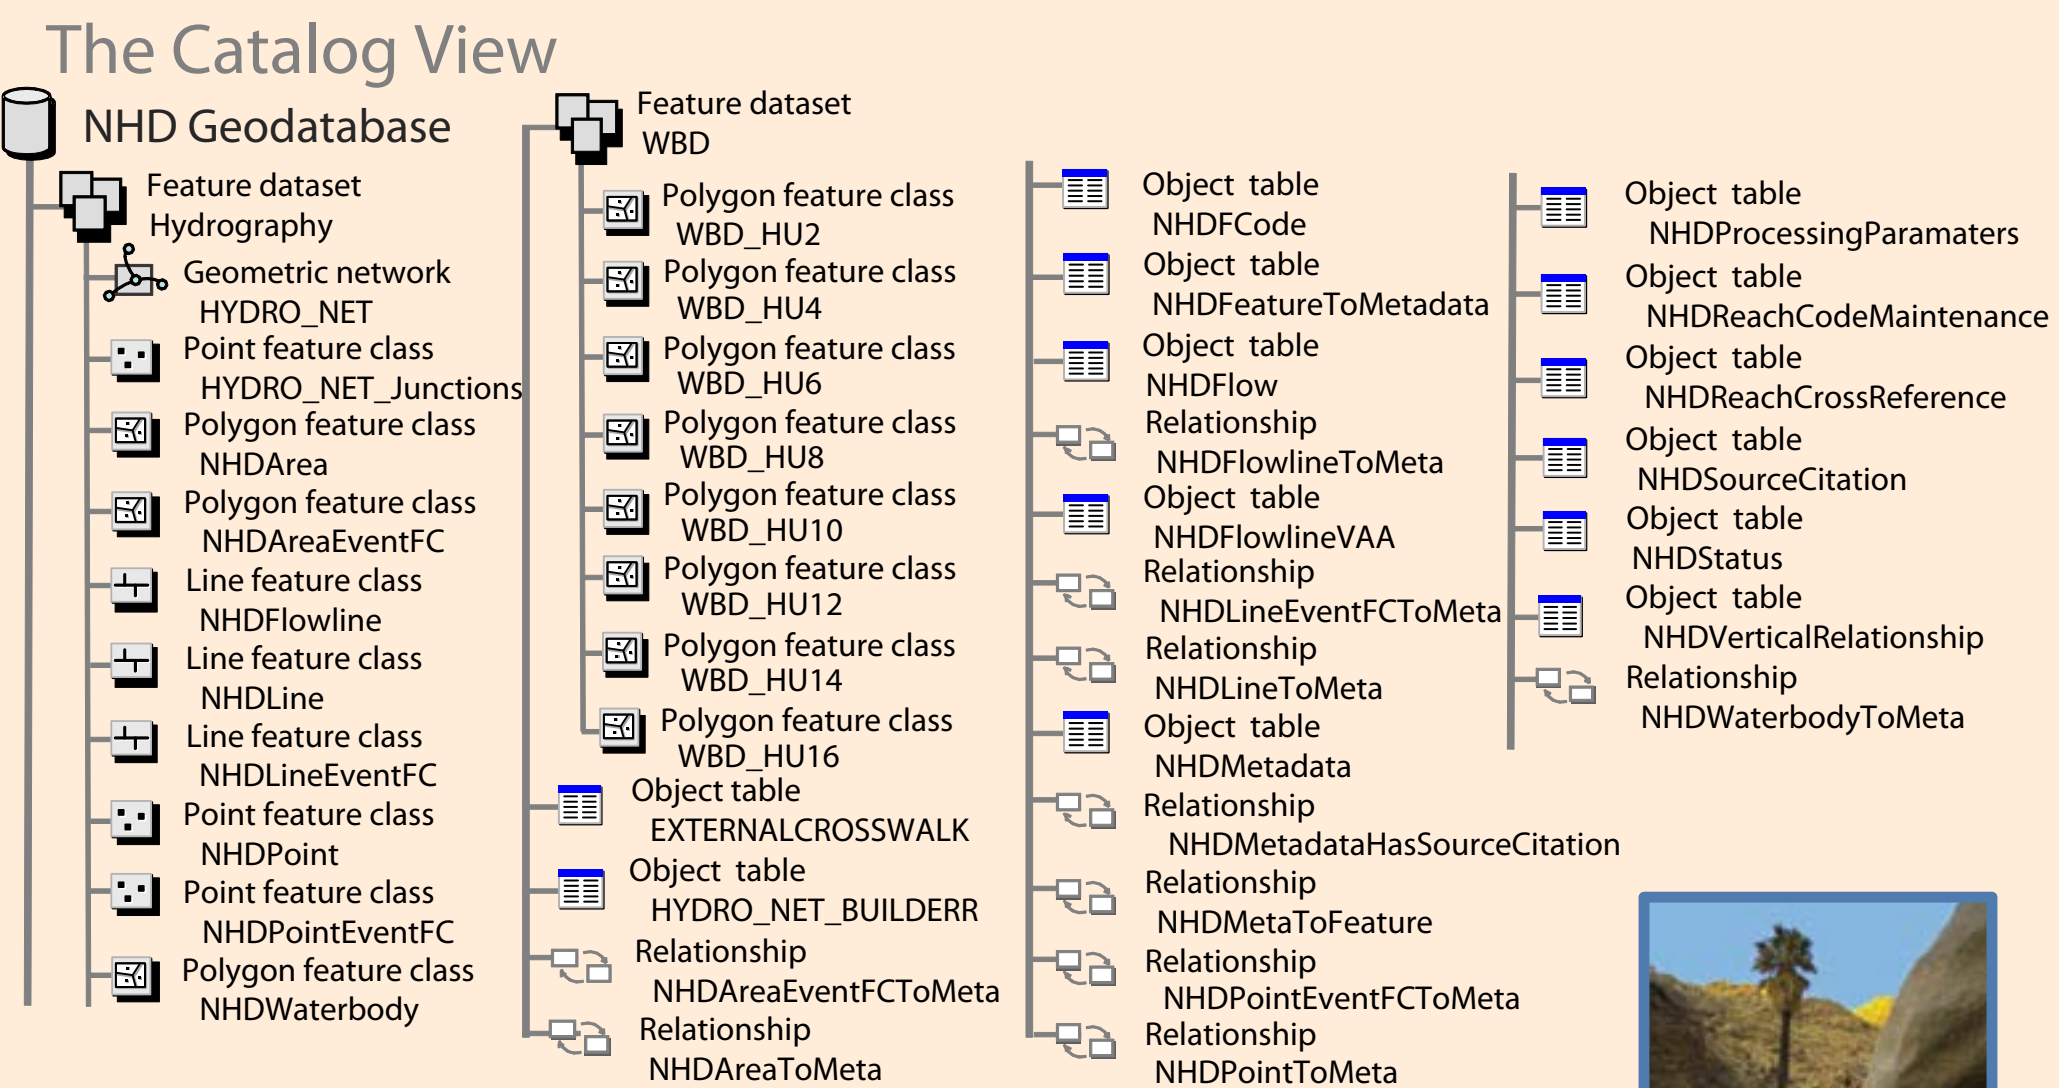 The Catalog View
NHD Geodatabase
Feature dataset
Hydrography
Geometric network
HYDRO_NET
Point feature class
HYDRO_NET_Junctions
Polygon feature class
NHDArea
Polygon feature class
NHDAreaEventFC
Line feature class
NHDFlowline
Line feature class
NHDLine
Line feature class
NHDLineEventFC
Point feature class
NHDPoint
Point feature class
NHDPointEventFC
Polygon feature class
NHDWaterbody
Feature dataset
WBD
Polygon feature class
WBD_HU2
Polygon feature class
WBD_HU4
Polygon feature class
WBD_HU6
Polygon feature class
WBD_HU8
Polygon feature class
WBD_HU10
Polygon feature class
WBD_HU12
Polygon feature class
WBD_HU14
Polygon feature class
WBD_HU16
Object table
EXTERNALCROSSWALK
Object table
HYDRO_NET_BUILDERR
Relationship
NHDAreaEventFCToMeta
Relationship
NHDAreaToMeta
Object table
NHDFCode
Object table
NHDFeatureToMetadata
Object table
NHDFlow
Relationship
NHDFlowlineToMeta
Object table
NHDFlowlineVAA
Relationship
NHDLineEventFCToMeta
Relationship
NHDLineToMeta
Object table
NHDMetadata
Relationship
NHDMetadataHasSourceCitation
Relationship
NHDMetaToFeature
Relationship
NHDPointEventFCToMeta
Relationship
NHDPointToMeta
Object table
NHDProcessingParamaters
Object table
NHDReachCodeMaintenance
Object table
NHDReachCrossReference
Object table
NHDSourceCitation
Object table
NHDStatus
Object table
NHDVerticalRelationship
Relationship
NHDWaterbodyToMeta